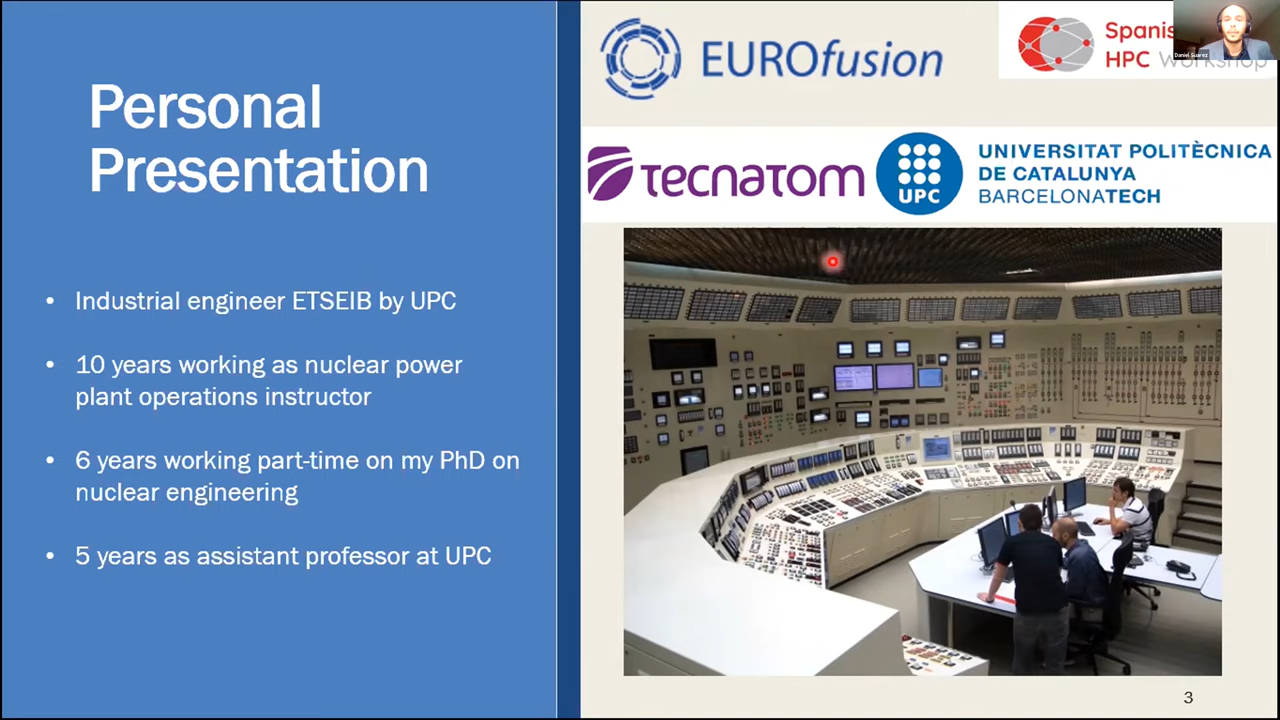 Personal
Presentation
• Industrial engineer ETSEIB by UPC
• 10 years working as nuclear power
plant operations instructor
• 6 years working part-time on my PhD on
nuclear engineering
• 5 years as assistant professor at UPC
EUROfusion
Spanis
HPC Workshop
Daniel Suarez
tecnatom
UPC
UNIVERSITAT POLITÈCNICA
DE CATALUNYA
BARCELONATECH
3